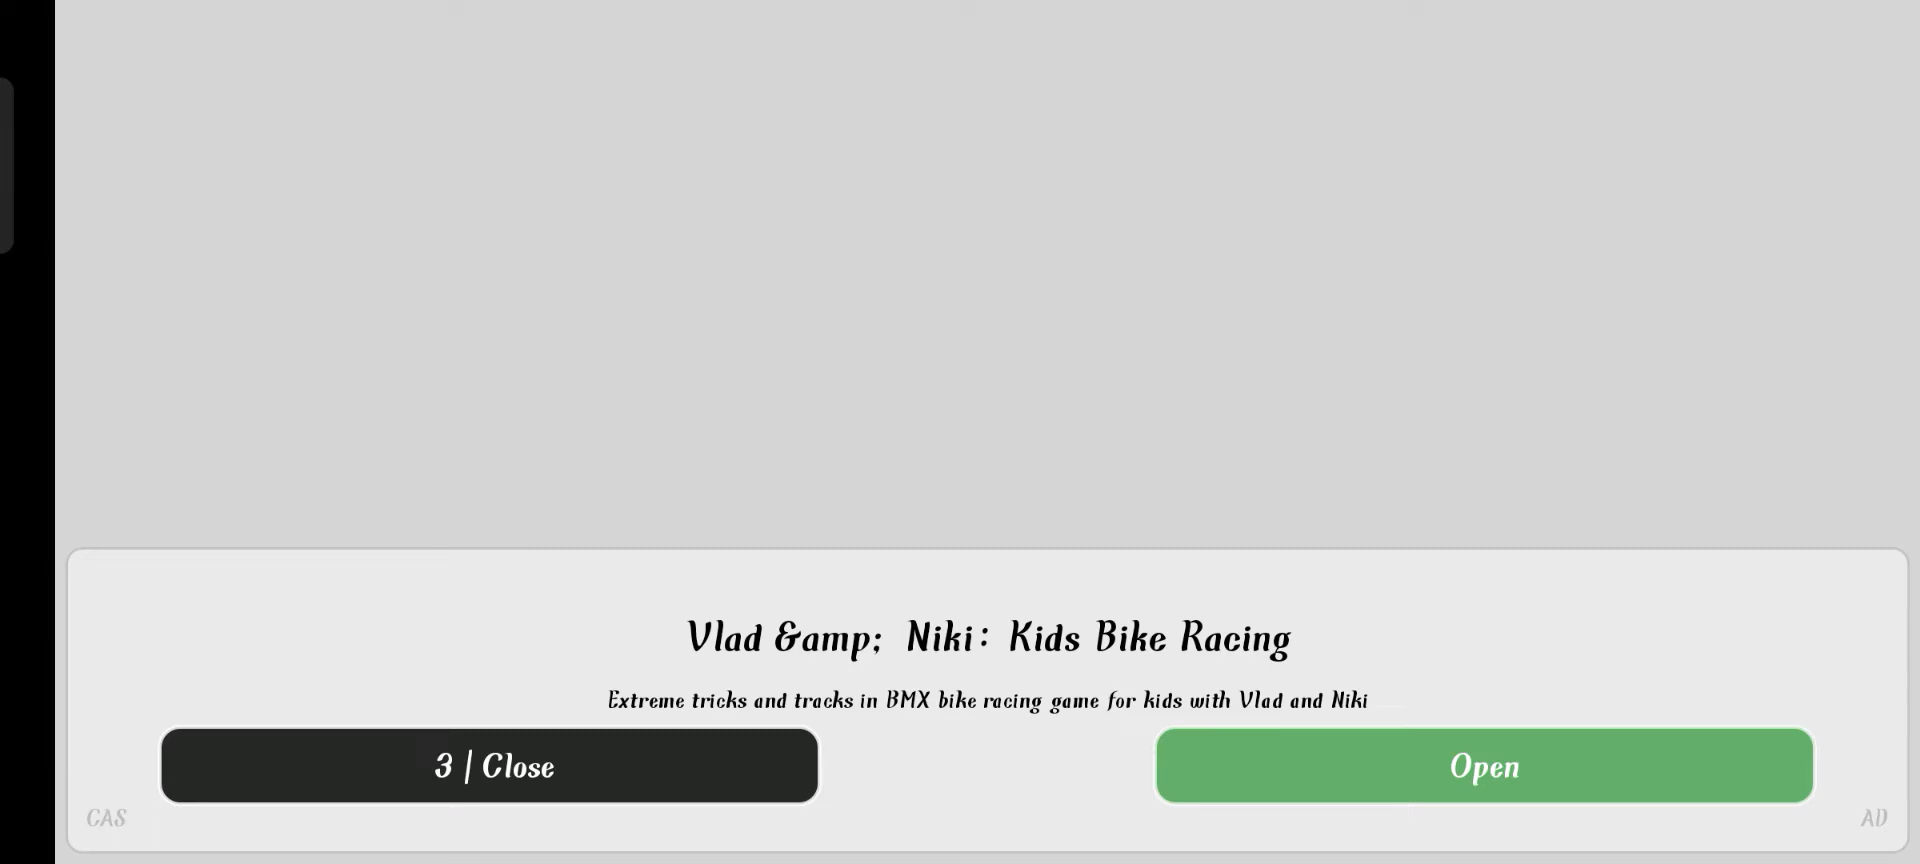 Vlad &amp; Niki: Kids Bike Racing
Extreme tricks and tracks in BMX bike racing game for kids with Vlad and Niki
3 | Close
Open
CAS
AD